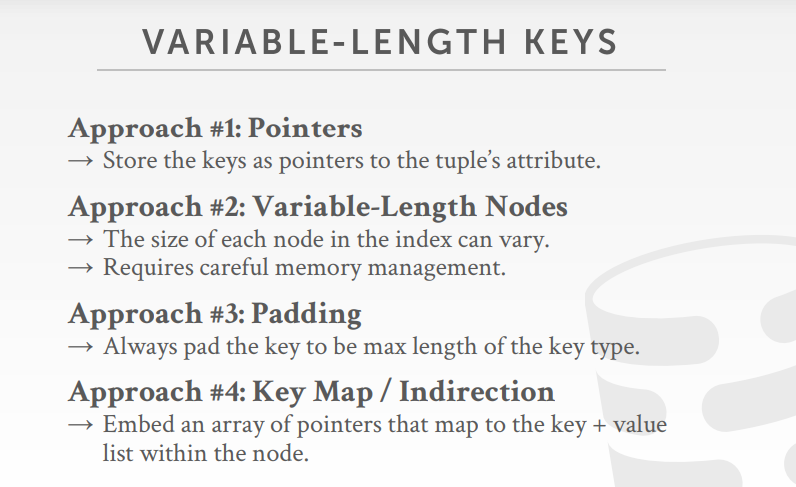 VARIABLE-LENGTH KEYS
Approach #1: Pointers
→ Store the keys as pointers to the tuple’s attribute.
Approach #2: Variable-Length Nodes
→ The size of each node in the index can vary.
→ Requires careful memory management.
Approach #3: Padding
→ Always pad the key to be max length of the key type.
Approach #4: Key Map / Indirection
→ Embed an array of pointers that map to the key + value
list within the node.